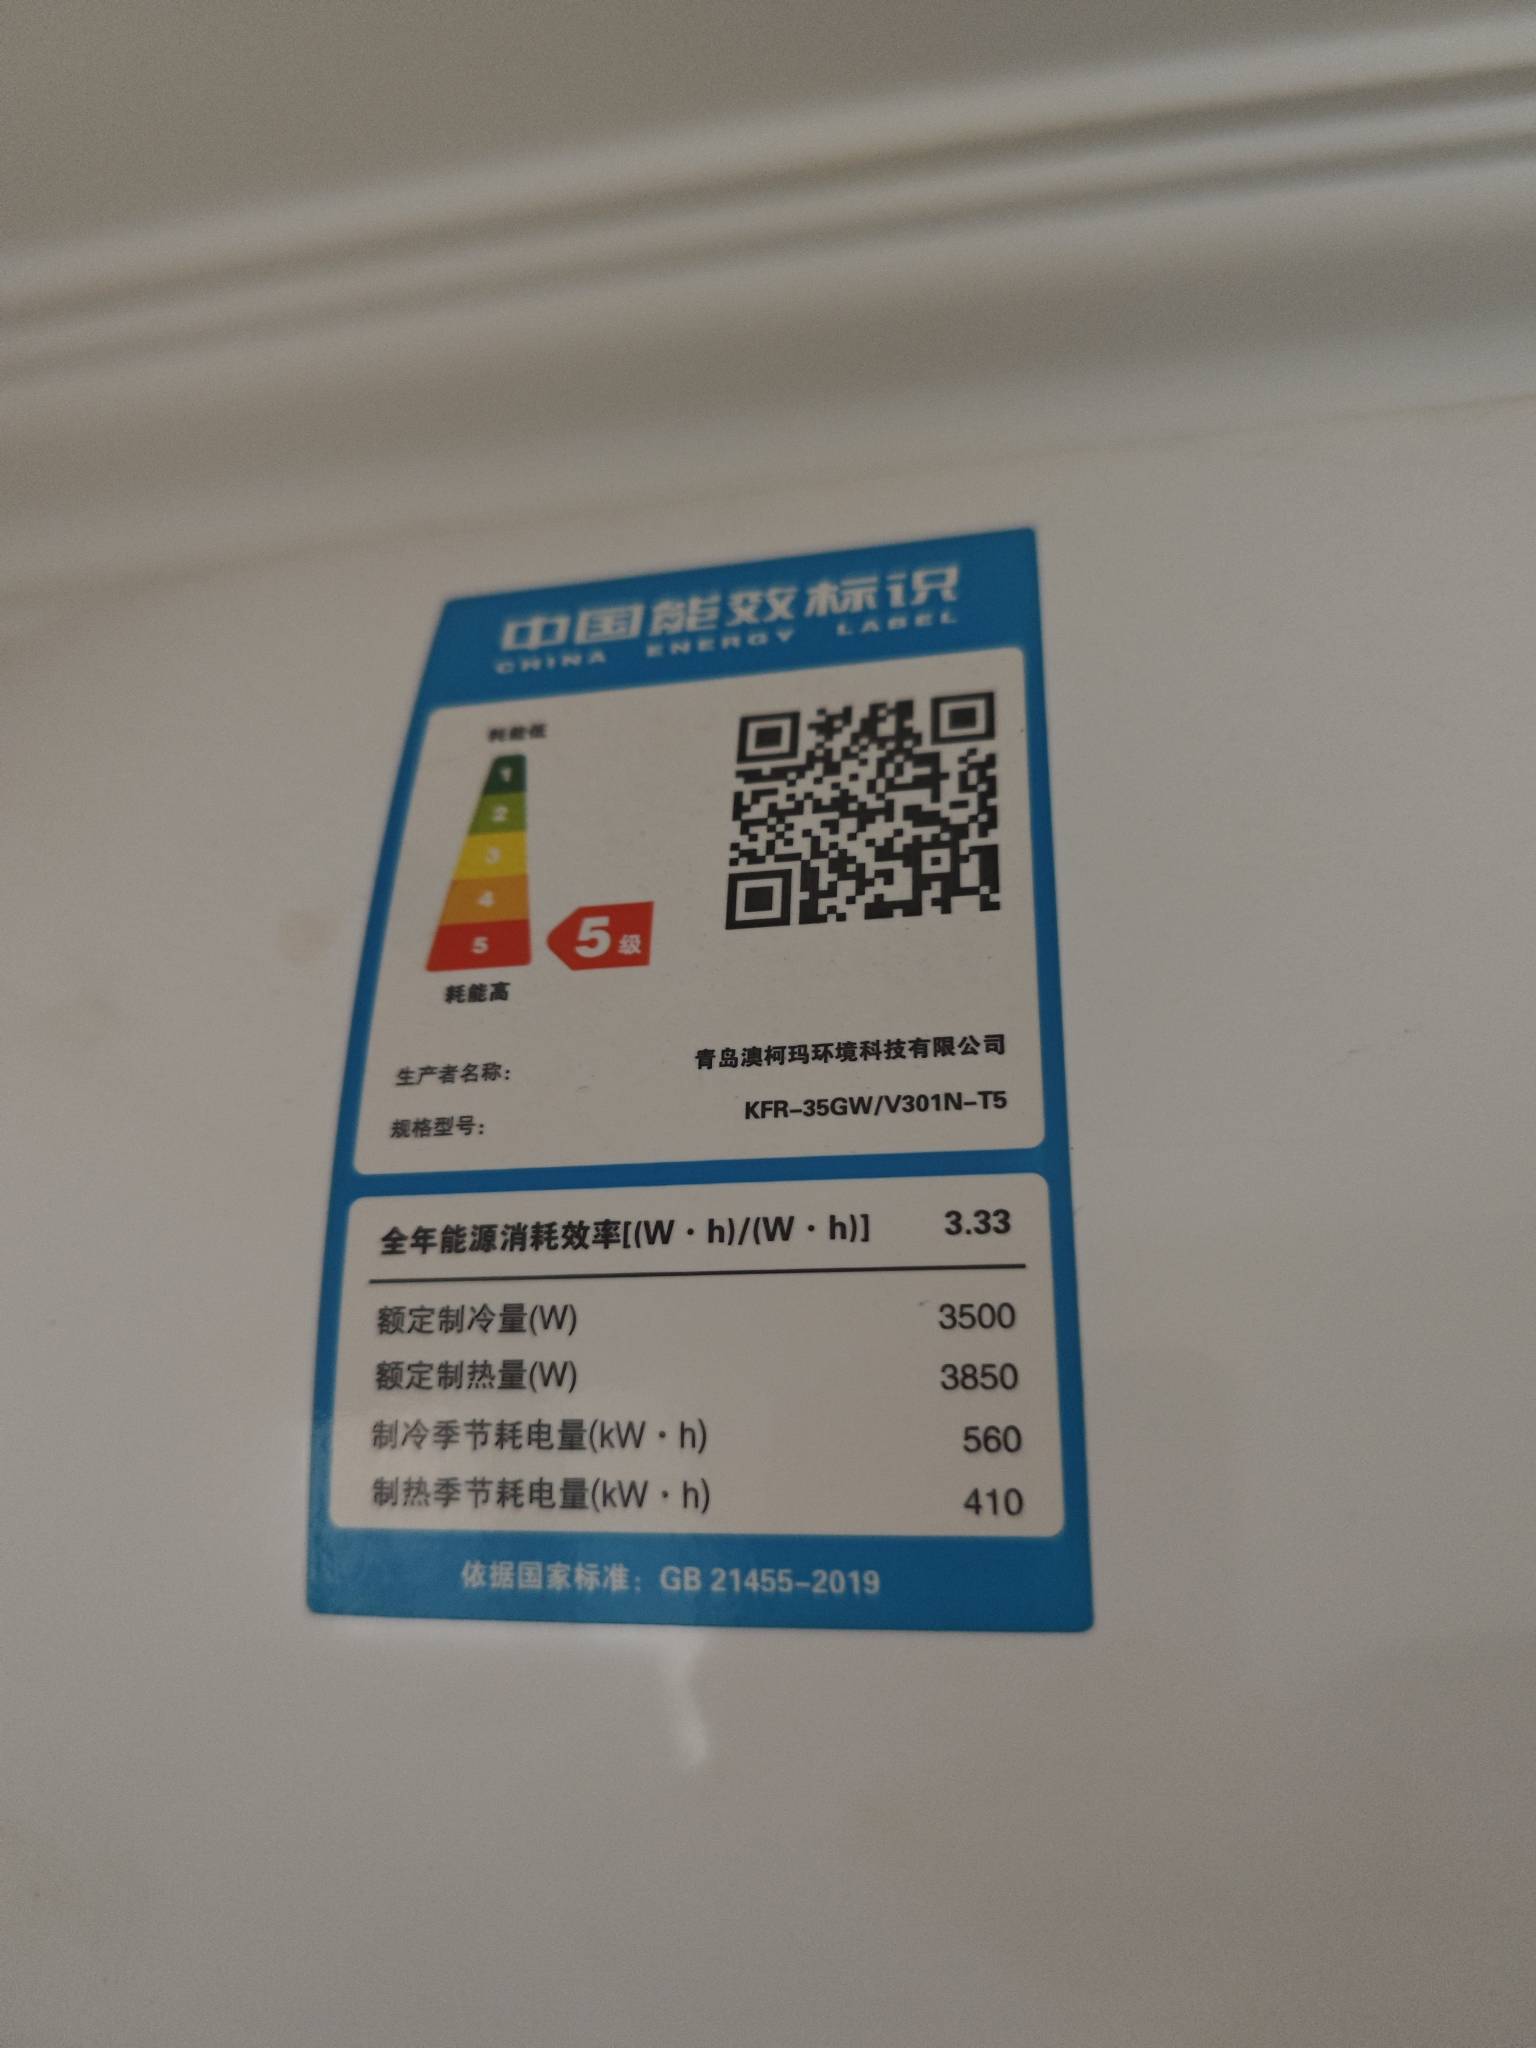 中国能效标识
CHINA ENERGY LABEL
耗能低
1
2
3
4
5
5级
耗能高
生产者名称： 青岛澳柯玛环境科技有限公司
规格型号： KFR-35GW/V301N-T5
全年能源消耗效率[(W·h)/(W·h)] 3.33
额定制冷量(W) 3500
额定制热量(W) 3850
制冷季节耗电量(kW·h) 560
制热季节耗电量(kW·h) 410
依据国家标准：GB 21455-2019